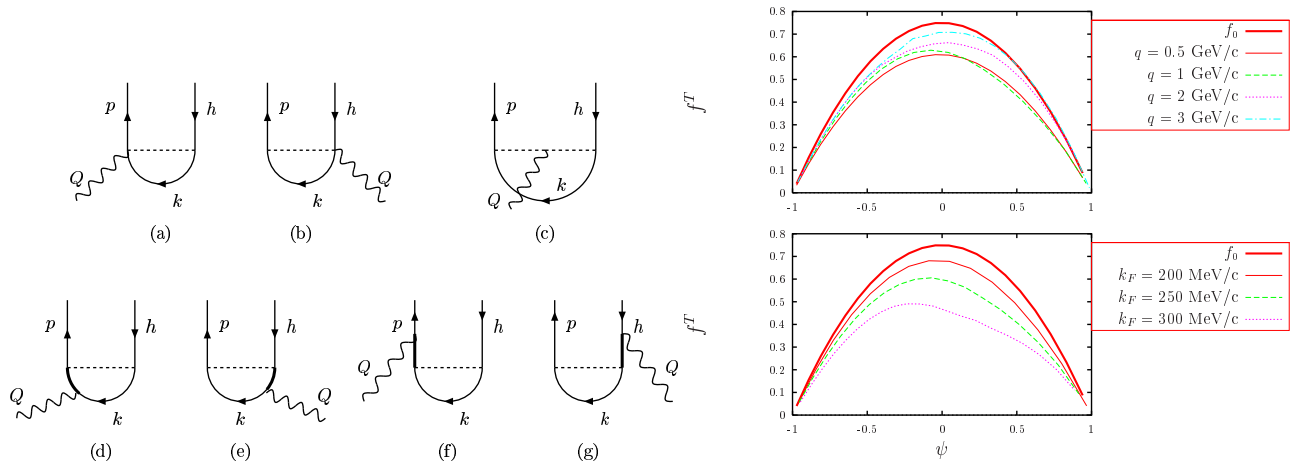 p h p h p h
Q k k Q Q k
(a) (b) (c)
p h p h p h p h
Q k k Q Q k k Q
(d) (e) (f) (g)
f^T
0.8
0.7
0.6
0.5
0.4
0.3
0.2
0.1
0
-1 -0.5 0 0.5 1
f₀
q = 0.5 GeV/c
q = 1 GeV/c
q = 2 GeV/c
q = 3 GeV/c
f^T
0.8
0.7
0.6
0.5
0.4
0.3
0.2
0.1
0
-1 -0.5 0 0.5 1
ψ
f₀
k_F = 200 MeV/c
k_F = 250 MeV/c
k_F = 300 MeV/c